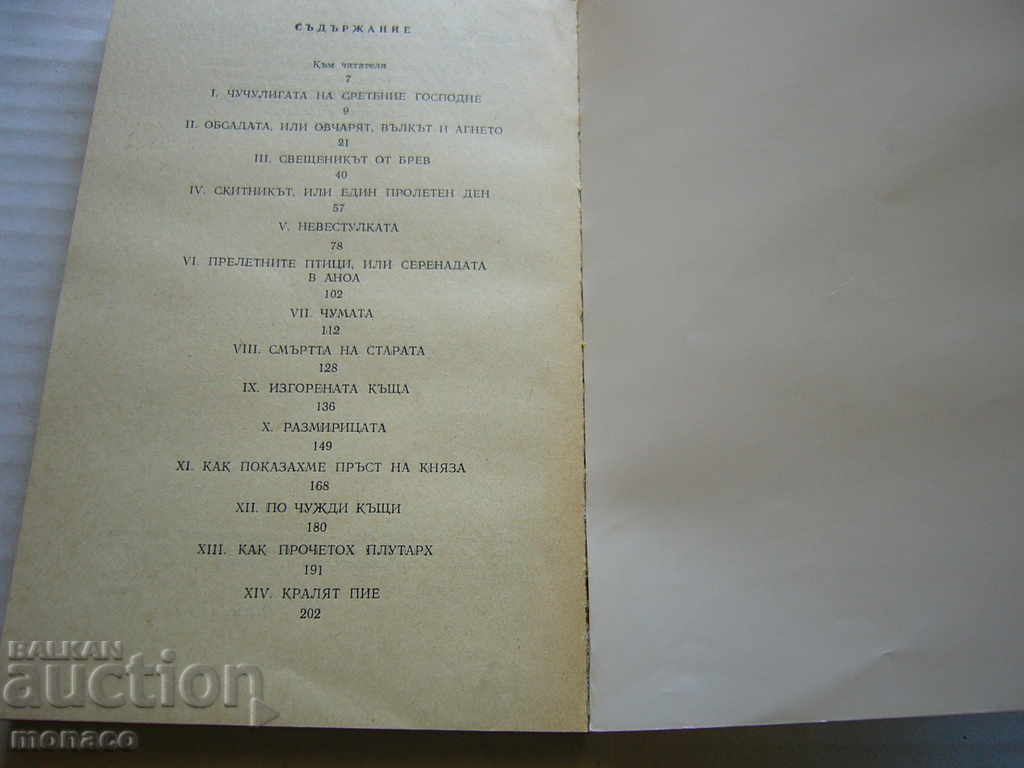 СЪДЪРЖАНИЕ
Към читателя
7
I. ЧУЧУЛИГАТА НА СРЕТЕНИЕ ГОСПОДНЕ
9
II. ОБСАДАТА, ИЛИ ОВЧАРЯТ, ВЪЛКЪТ И АГНЕТО
21
III. СВЕЩЕНИКЪТ ОТ БРЕВ
40
IV. СКИТНИКЪТ, ИЛИ ЕДИН ПРОЛЕТЕН ДЕН
57
V. НЕВЕСТУЛКАТА
78
VI. ПРЕЛЕТНИТЕ ПТИЦИ, ИЛИ СЕРЕНАДАТА
В АНОА
102
VII. ЧУМАТА
112
VIII. СМЪРТТА НА СТАРАТА
128
IX. ИЗГОРЕНАТА КЪЩА
136
X. РАЗМИРИЦАТА
149
XI. КАК ПОКАЗАХМЕ ПРЪСТ НА КНЯЗА
168
XII. ПО ЧУЖДИ КЪЩИ
180
XIII. КАК ПРОЧЕТОХ ПЛУТАРХ
191
XIV. КРАЛЯТ ПИЕ
202
BALKAN
auction
monaco